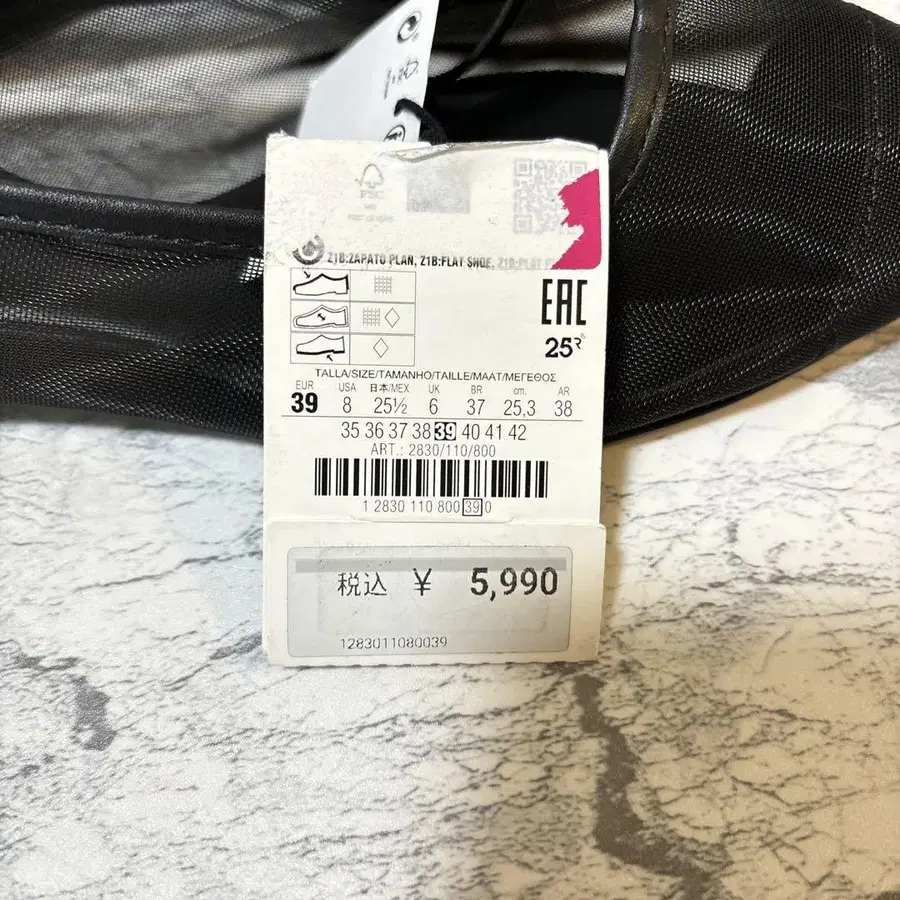 FSC
Z1B:ZAPATO PLAN, Z1B:FLAT SHOE,
EAC
25
TALLA/SIZE/TAMANHO/TAILLE/MAAT/ΜΕΓΕΘΟΣ
EUR USA 日本/MEX UK BR cm. AR
39 8 25½ 6 37 25,3 38
35 36 37 38 39 40 41 42
ART.: 2830/110/800
1 2830 110 800 39 0
税込 ¥ 5,990
1283011080039